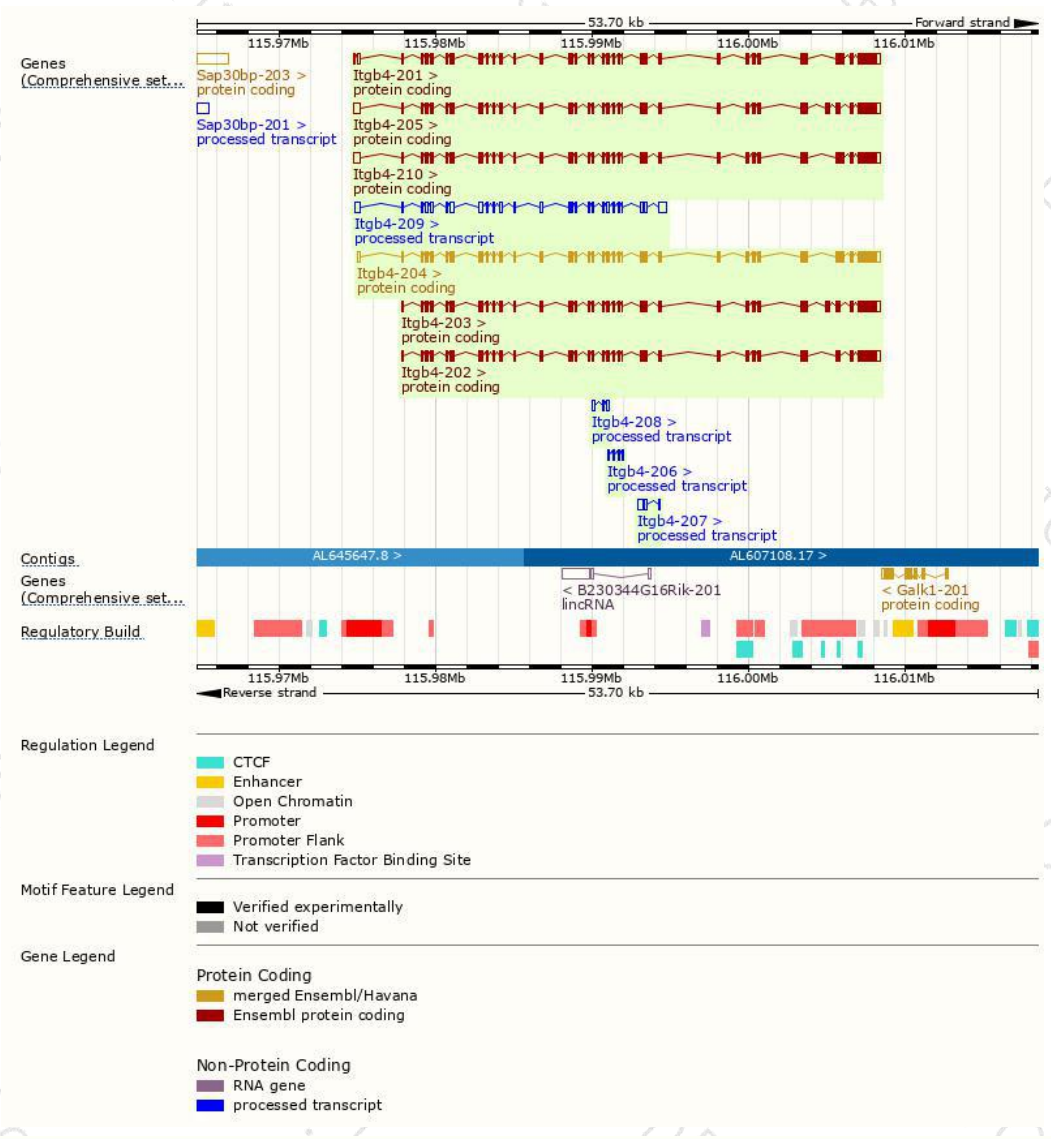 53.70 kb Forward strand
115.97Mb 115.98Mb 115.99Mb 116.00Mb 116.01Mb
Genes
(Comprehensive set...
Sap30bp-203 >
protein coding
Sap30bp-201 >
processed transcript
Itgb4-201 >
protein coding
Itgb4-205 >
protein coding
Itgb4-210 >
protein coding
Itgb4-209 >
processed transcript
Itgb4-204 >
protein coding
Itgb4-203 >
protein coding
Itgb4-202 >
protein coding
Itgb4-208 >
processed transcript
Itgb4-206 >
processed transcript
Itgb4-207 >
processed transcript
Contigs
AL645647.8 > AL607108.17 >
Genes
(Comprehensive set...
< B230344G16Rik-201
lincRNA
< Galk1-201
protein coding
Regulatory Build
115.97Mb 115.98Mb 115.99Mb 116.00Mb 116.01Mb
Reverse strand 53.70 kb
Regulation Legend
CTCF
Enhancer
Open Chromatin
Promoter
Promoter Flank
Transcription Factor Binding Site
Motif Feature Legend
Verified experimentally
Not verified
Gene Legend
Protein Coding
merged Ensembl/Havana
Ensembl protein coding
Non-Protein Coding
RNA gene
processed transcript